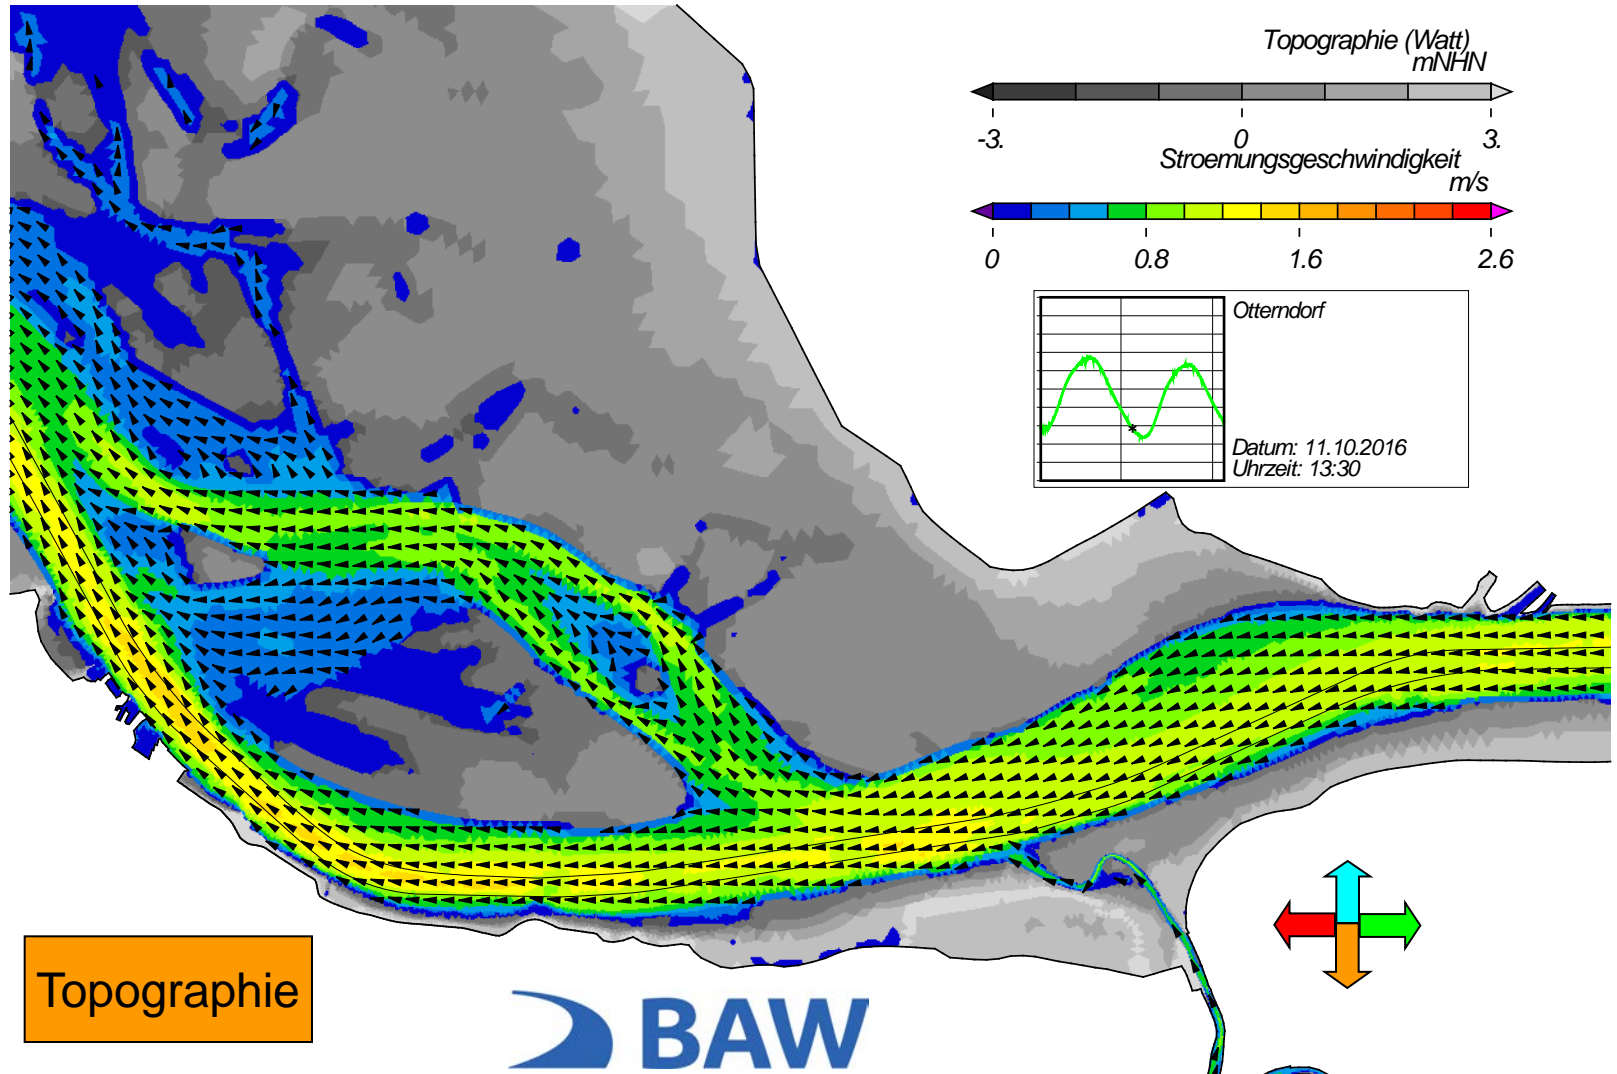 Topographie (Watt)
mNHN
-3. 0 3.
Stroemungsgeschwindigkeit
m/s
0 0.8 1.6 2.6
Otterndorf
Datum: 11.10.2016
Uhrzeit: 13:30
Topographie
BAW